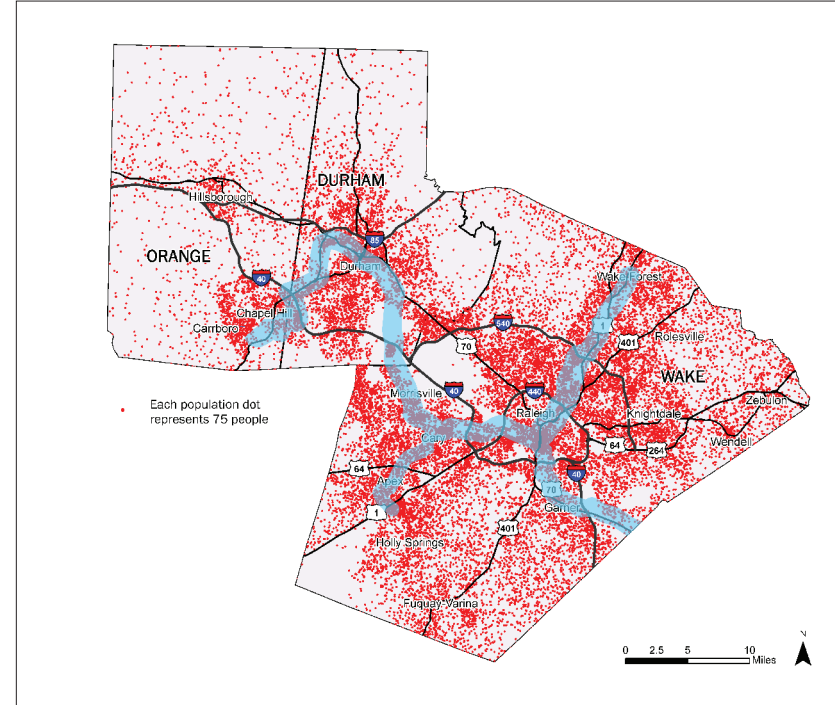 DURHAM
Hillsborough
85
ORANGE
Durham
40
Wake Forest
Chapel Hill
1
540
Carrboro
401
Rolesville
70
WAKE
Morrisville
40
440
Each population dot
represents 75 people
Zebulon
Raleigh
Knightdale
Cary
Wendell
64
264
64
40
Apex
70
Garner
1
401
Holly Springs
Fuquay-Varina
N
0 2.5 5 10
Miles